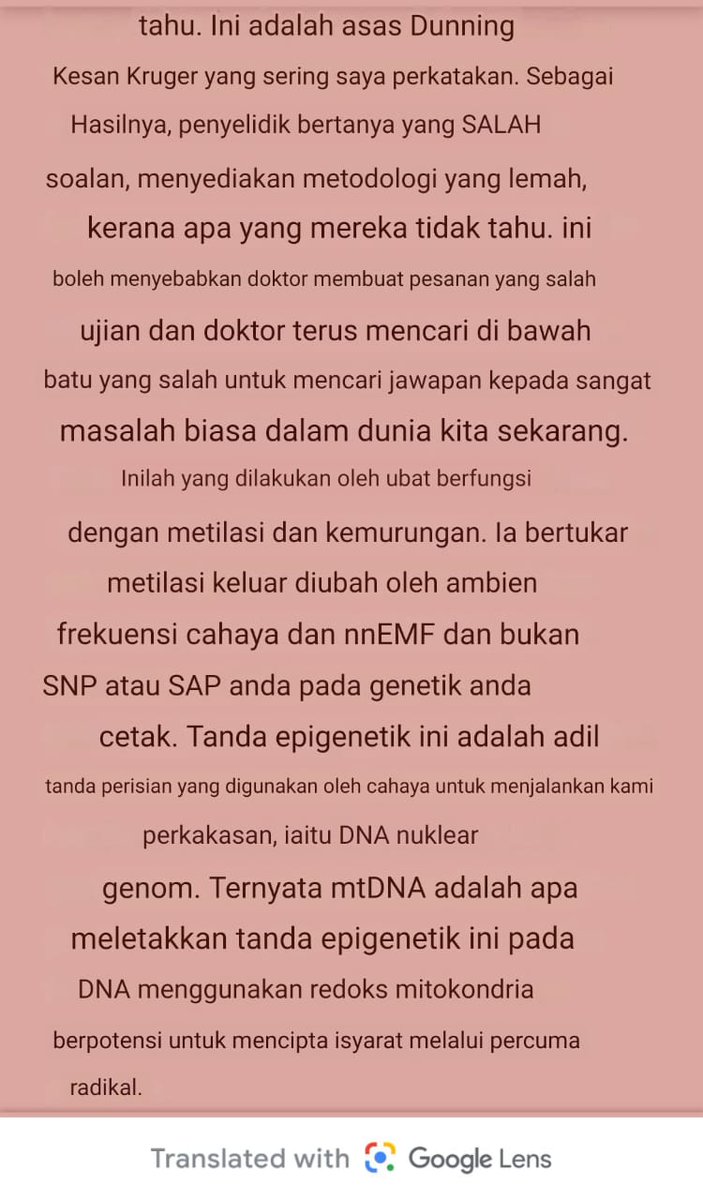 tahu. Ini adalah asas Dunning
Kesan Kruger yang sering saya perkatakan. Sebagai
Hasilnya, penyelidik bertanya yang SALAH
soalan, menyediakan metodologi yang lemah,
kerana apa yang mereka tidak tahu. ini
boleh menyebabkan doktor membuat pesanan yang salah
ujian dan doktor terus mencari di bawah
batu yang salah untuk mencari jawapan kepada sangat
masalah biasa dalam dunia kita sekarang.
Inilah yang dilakukan oleh ubat berfungsi
dengan metilasi dan kemurungan. Ia bertukar
metilasi keluar diubah oleh ambien
frekuensi cahaya dan nnEMF dan bukan
SNP atau SAP anda pada genetik anda
cetak. Tanda epigenetik ini adalah adil
tanda perisian yang digunakan oleh cahaya untuk menjalankan kami
perkakasan, iaitu DNA nuklear
genom. Ternyata mtDNA adalah apa
meletakkan tanda epigenetik ini pada
DNA menggunakan redoks mitokondria
berpotensi untuk mencipta isyarat melalui percuma
radikal.
Translated with Google Lens